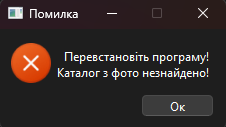 Помилка
Перевстановіть програму!
Каталог з фото незнайдено!
Ок